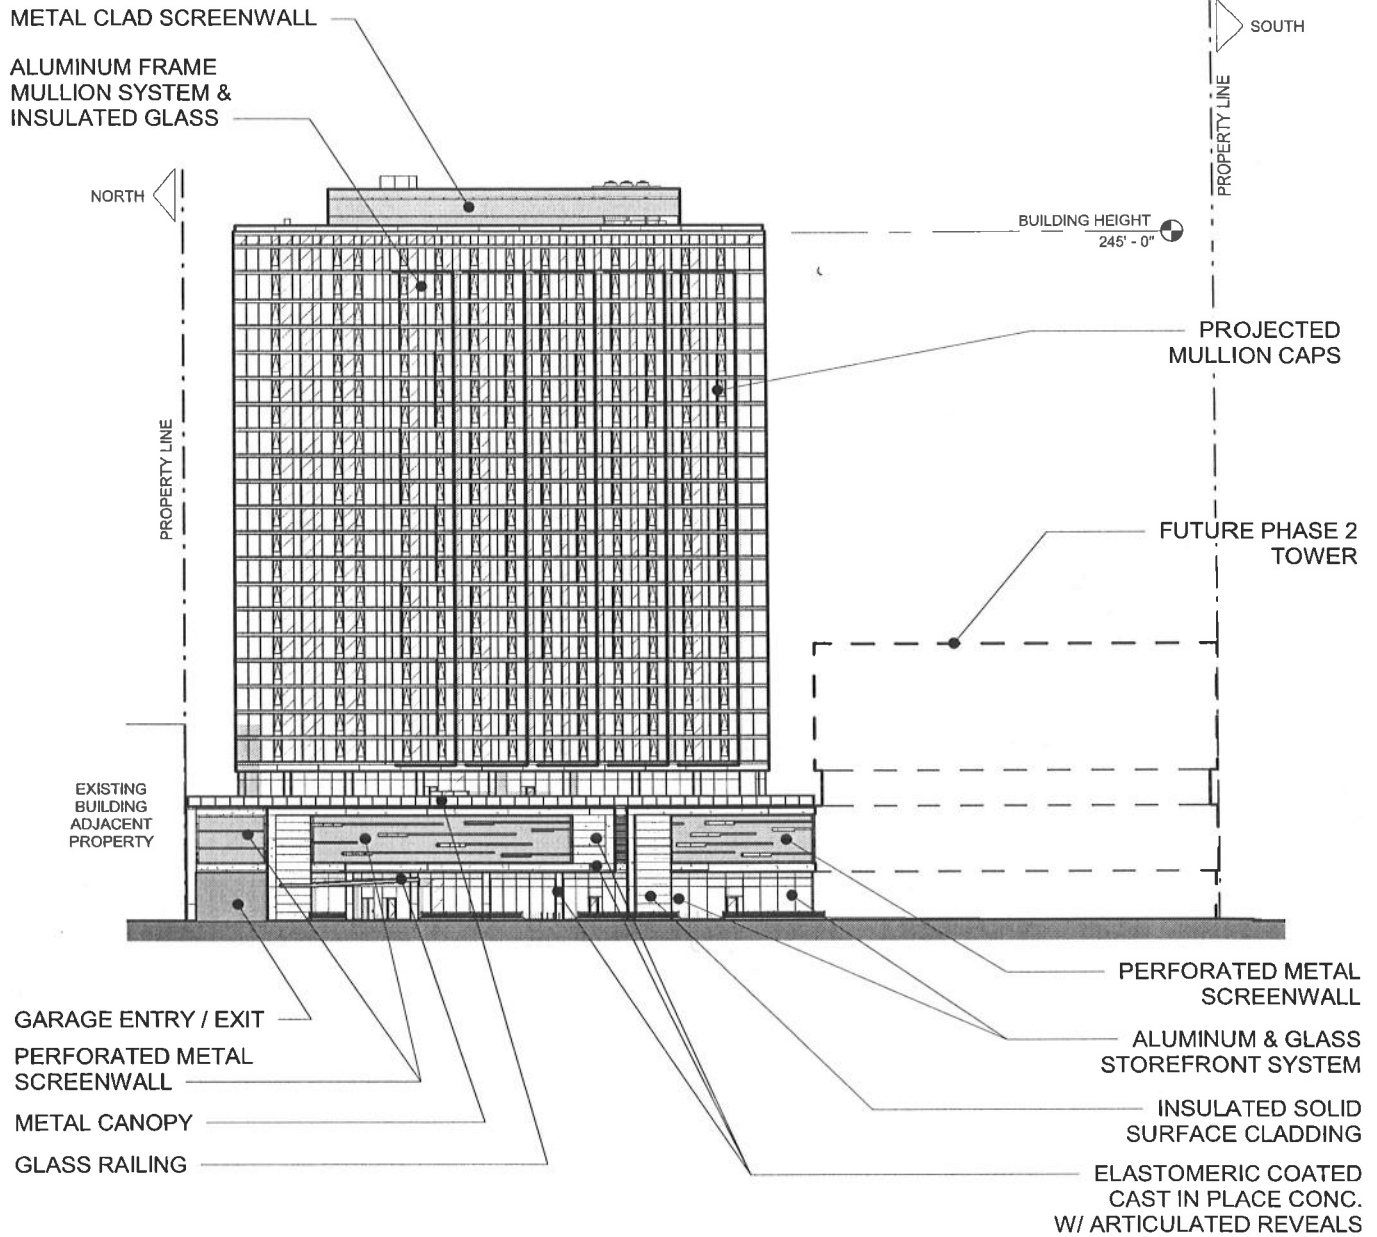 METAL CLAD SCREENWALL
SOUTH
ALUMINUM FRAME
MULLION SYSTEM &
INSULATED GLASS
PROPERTY LINE
NORTH
BUILDING HEIGHT
245' - 0"
PROJECTED
MULLION CAPS
PROPERTY LINE
FUTURE PHASE 2
TOWER
EXISTING
BUILDING
ADJACENT
PROPERTY
GARAGE ENTRY / EXIT
PERFORATED METAL
SCREENWALL
METAL CANOPY
GLASS RAILING
PERFORATED METAL
SCREENWALL
ALUMINUM & GLASS
STOREFRONT SYSTEM
INSULATED SOLID
SURFACE CLADDING
ELASTOMERIC COATED
CAST IN PLACE CONC.
W/ ARTICULATED REVEALS